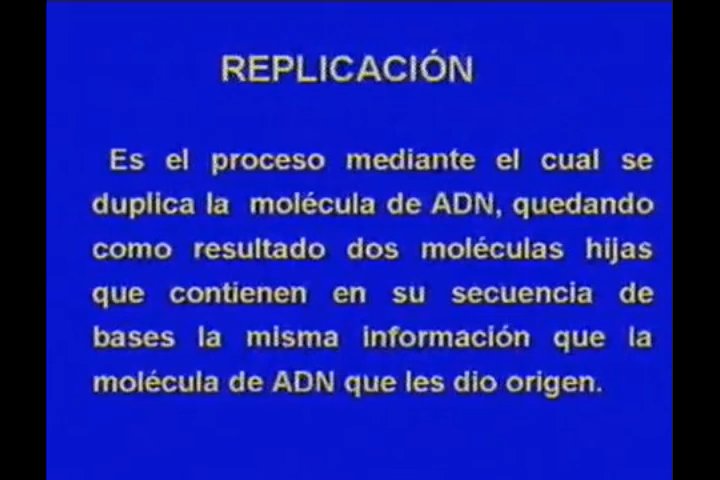 REPLICACIÓN
Es el proceso mediante el cual se
duplica la molécula de ADN, quedando
como resultado dos moléculas hijas
que contienen en su secuencia de
bases la misma información que la
molécula de ADN que les dio origen.